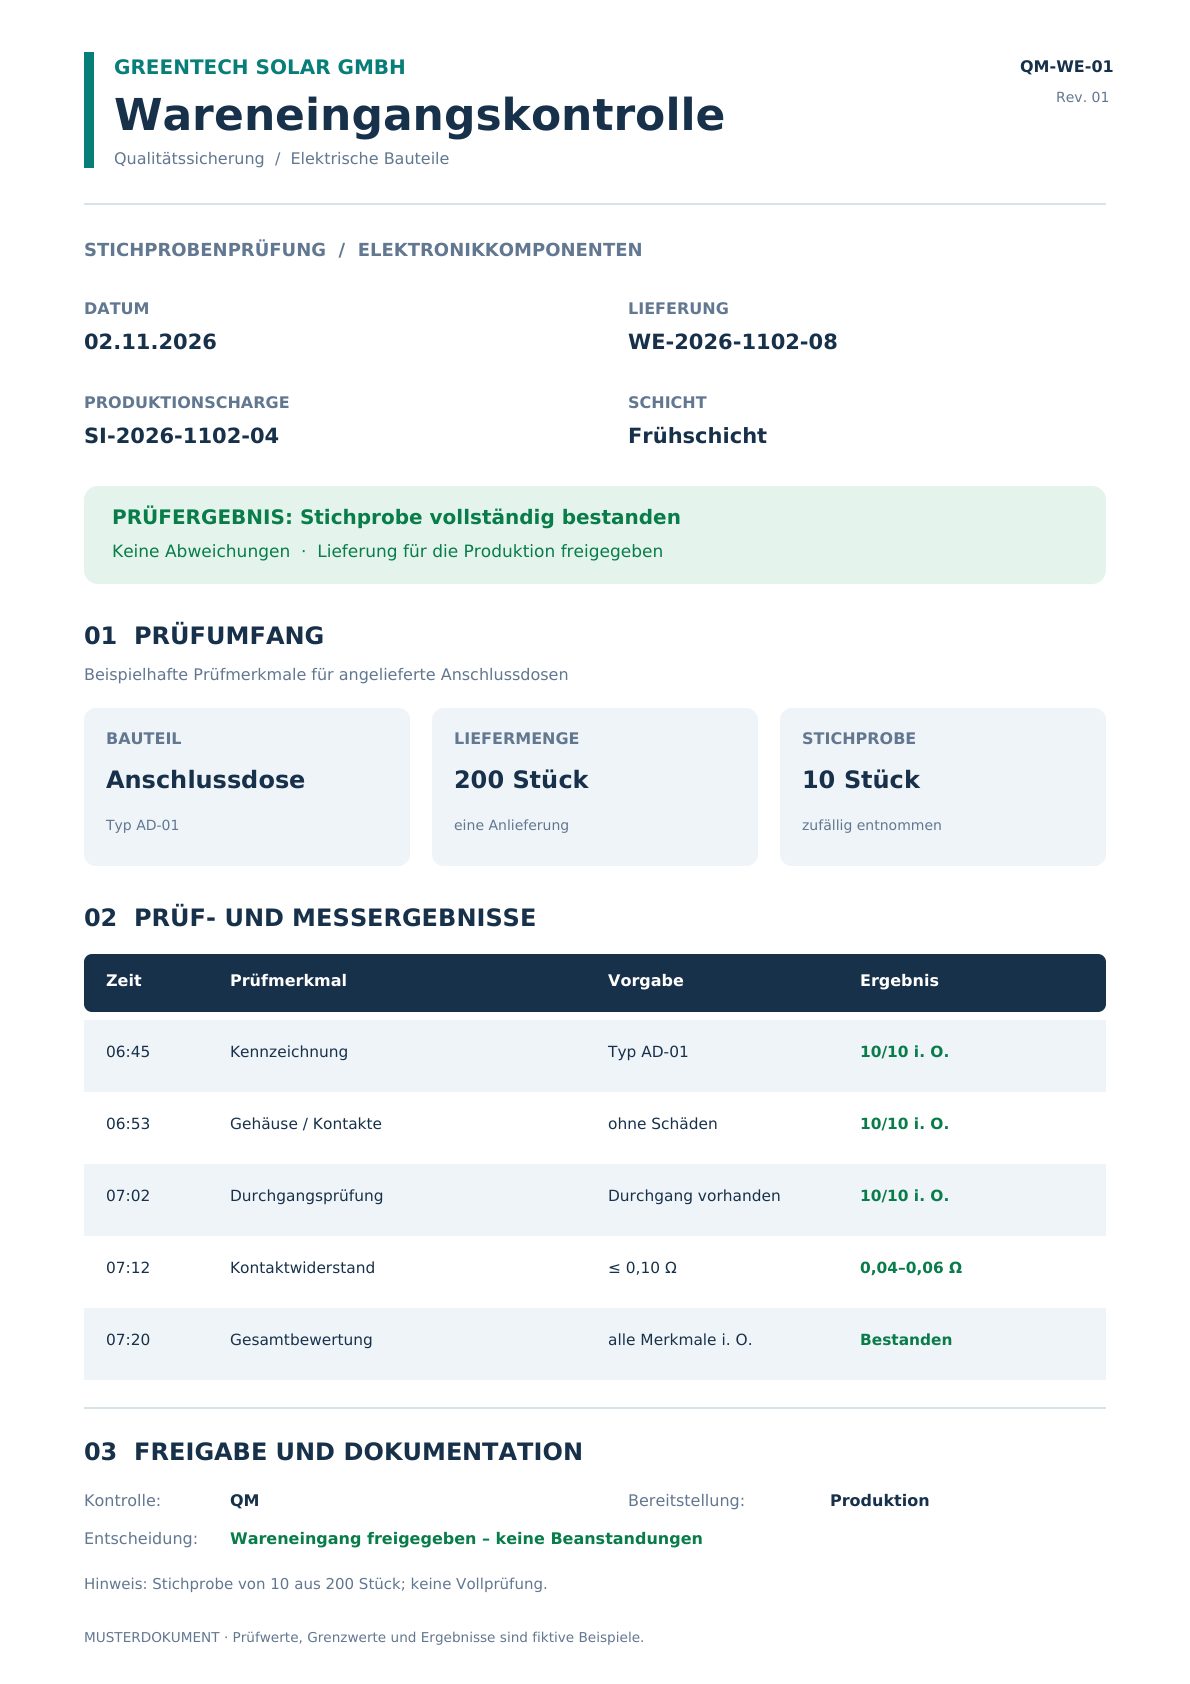 GREENTECH SOLAR GMBH
QM-WE-01
Wareneingangskontrolle
Rev. 01
Qualitätssicherung / Elektrische Bauteile
STICHPROBENPRÜFUNG / ELEKTRONIKKOMPONENTEN
DATUM
02.11.2026
LIEFERUNG
WE-2026-1102-08
PRODUKTIONSCHARGE
SI-2026-1102-04
SCHICHT
Frühschicht
PRÜFERGEBNIS: Stichprobe vollständig bestanden
Keine Abweichungen · Lieferung für die Produktion freigegeben
01 PRÜFUMFANG
Beispielhafte Prüfmerkmale für angelieferte Anschlussdosen
BAUTEIL
Anschlussdose
Typ AD-01
LIEFERMENGE
200 Stück
eine Anlieferung
STICHPROBE
10 Stück
zufällig entnommen
02 PRÜF- UND MESSERGEBNISSE
Zeit Prüfmerkmal Vorgabe Ergebnis
06:45 Kennzeichnung Typ AD-01 10/10 i. O.
06:53 Gehäuse / Kontakte ohne Schäden 10/10 i. O.
07:02 Durchgangsprüfung Durchgang vorhanden 10/10 i. O.
07:12 Kontaktwiderstand ≤ 0,10 Ω 0,04–0,06 Ω
07:20 Gesamtbewertung alle Merkmale i. O. Bestanden
03 FREIGABE UND DOKUMENTATION
Kontrolle: QM Bereitstellung: Produktion
Entscheidung: Wareneingang freigegeben – keine Beanstandungen
Hinweis: Stichprobe von 10 aus 200 Stück; keine Vollprüfung.
MUSTERDOKUMENT · Prüfwerte, Grenzwerte und Ergebnisse sind fiktive Beispiele.